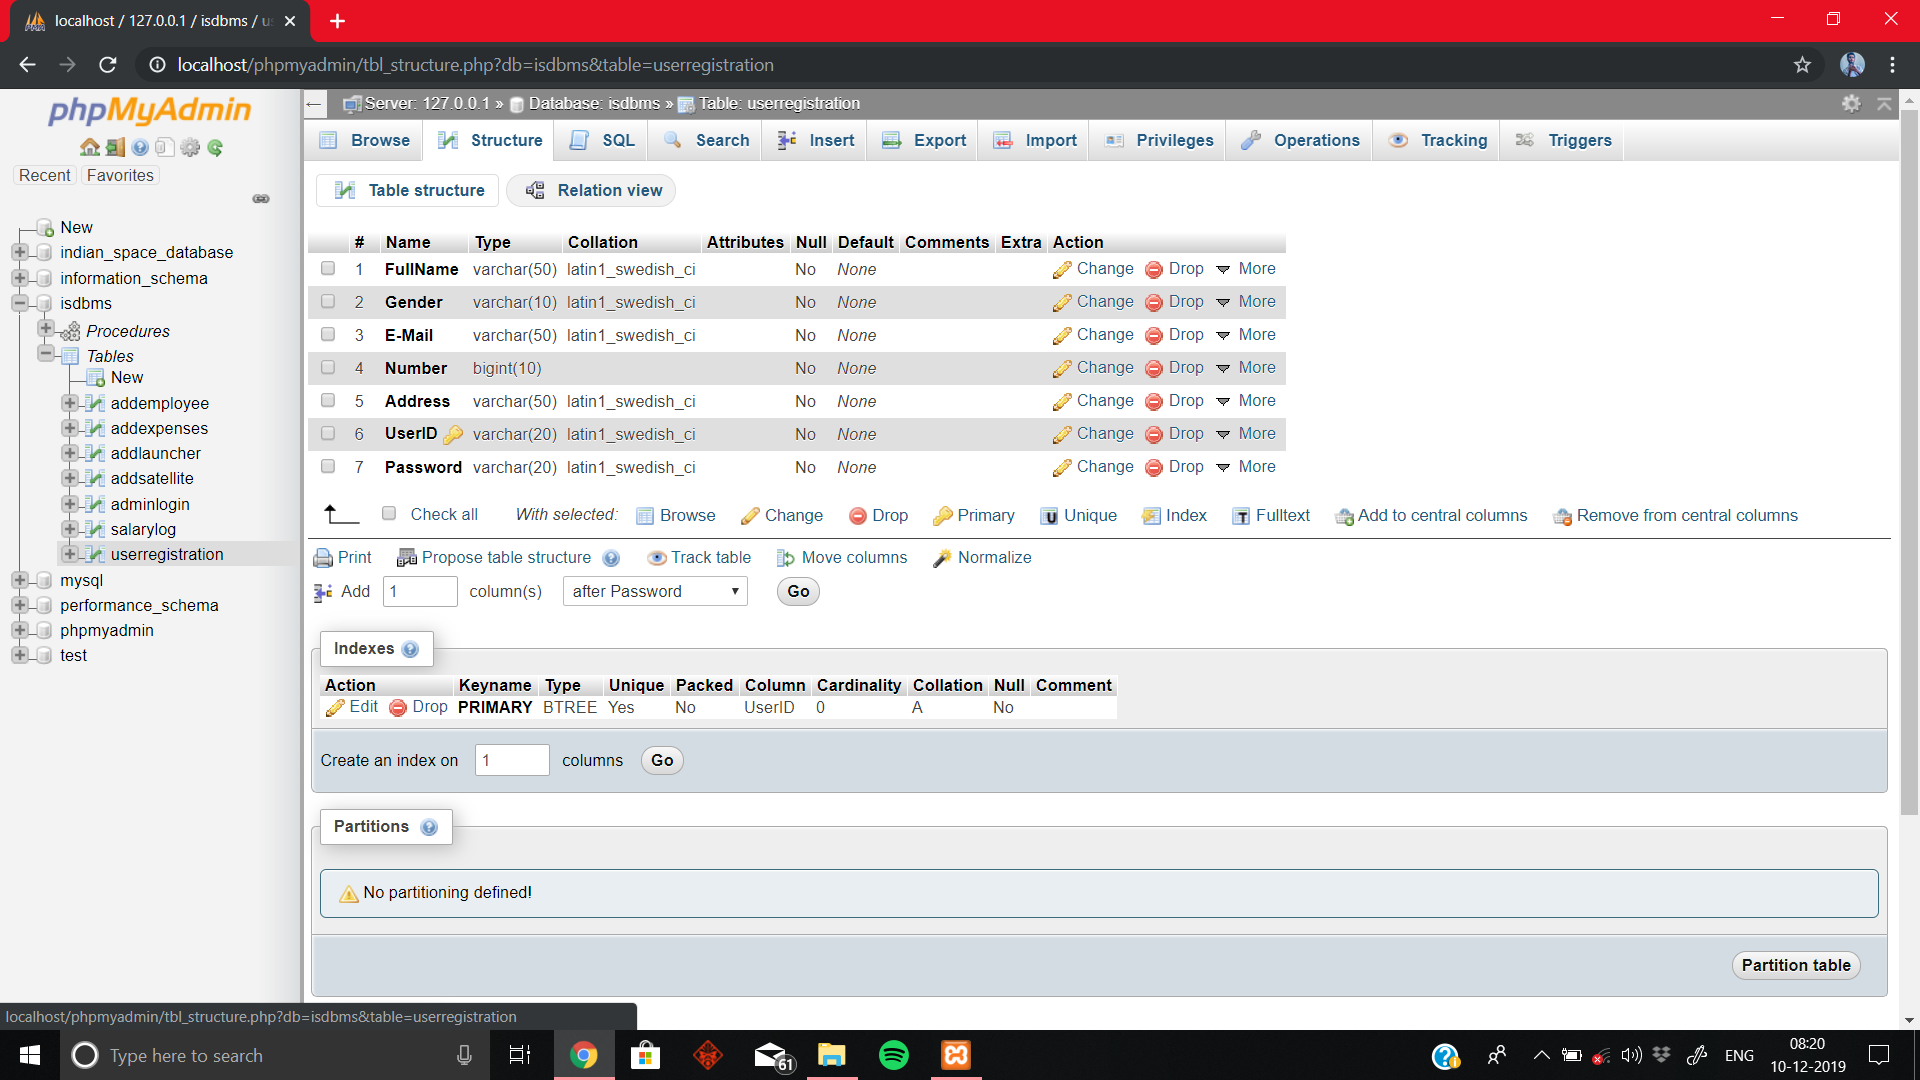 localhost / 127.0.0.1 / isdbms / us
localhost/phpmyadmin/tbl_structure.php?db=isdbms&table=userregistration
phpMyAdmin
Recent Favorites
New
indian_space_database
information_schema
isdbms
Procedures
Tables
New
addemployee
addexpenses
addlauncher
addsatellite
adminlogin
salarylog
userregistration
mysql
performance_schema
phpmyadmin
test
Server: 127.0.0.1 » Database: isdbms » Table: userregistration
Browse Structure SQL Search Insert Export Import Privileges Operations Tracking Triggers
Table structure Relation view
# Name Type Collation Attributes Null Default Comments Extra Action
1 FullName varchar(50) latin1_swedish_ci No None Change Drop More
2 Gender varchar(10) latin1_swedish_ci No None Change Drop More
3 E-Mail varchar(50) latin1_swedish_ci No None Change Drop More
4 Number bigint(10) No None Change Drop More
5 Address varchar(50) latin1_swedish_ci No None Change Drop More
6 UserID varchar(20) latin1_swedish_ci No None Change Drop More
7 Password varchar(20) latin1_swedish_ci No None Change Drop More
Check all With selected: Browse Change Drop Primary Unique Index Fulltext Add to central columns Remove from central columns
Print Propose table structure Track table Move columns Normalize
Add 1 column(s) after Password Go
Indexes
Action Keyname Type Unique Packed Column Cardinality Collation Null Comment
Edit Drop PRIMARY BTREE Yes No UserID 0 A No
Create an index on 1 columns Go
Partitions
No partitioning defined!
Partition table
localhost/phpmyadmin/tbl_structure.php?db=isdbms&table=userregistration
Type here to search
61
ENG
08:20
10-12-2019